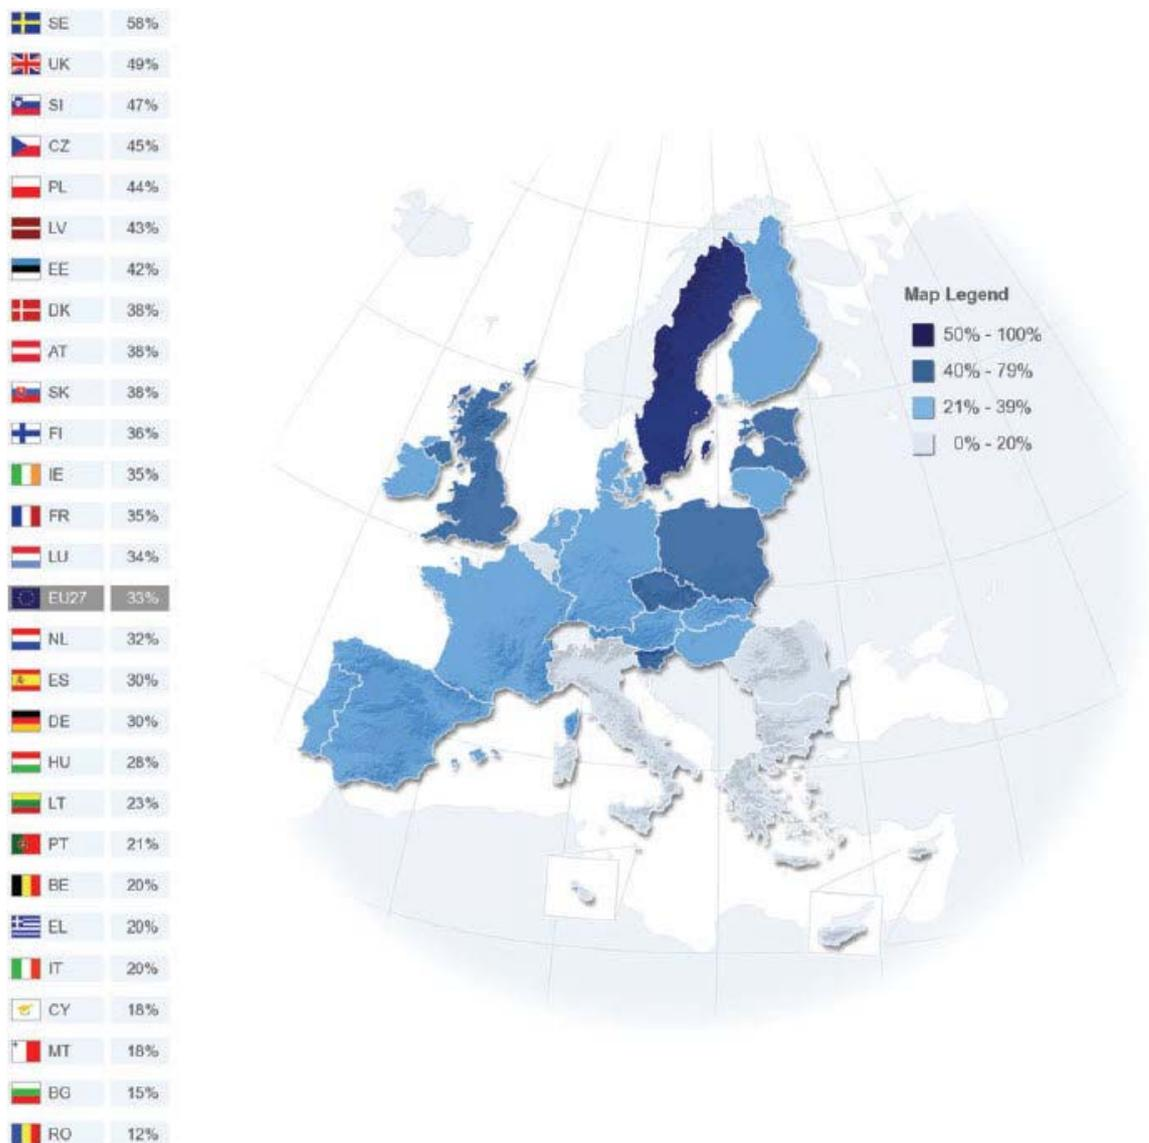 SE 58%
UK 49%
SI 47%
CZ 45%
PL 44%
LV 43%
EE 42%
DK 38%
AT 38%
SK 38%
FI 36%
IE 35%
FR 35%
LU 34%
EU27 33%
NL 32%
ES 30%
DE 30%
HU 28%
LT 23%
PT 21%
BE 20%
EL 20%
IT 20%
CY 18%
MT 18%
BG 15%
RO 12%
Map Legend
50% - 100%
40% - 79%
21% - 39%
0% - 20%